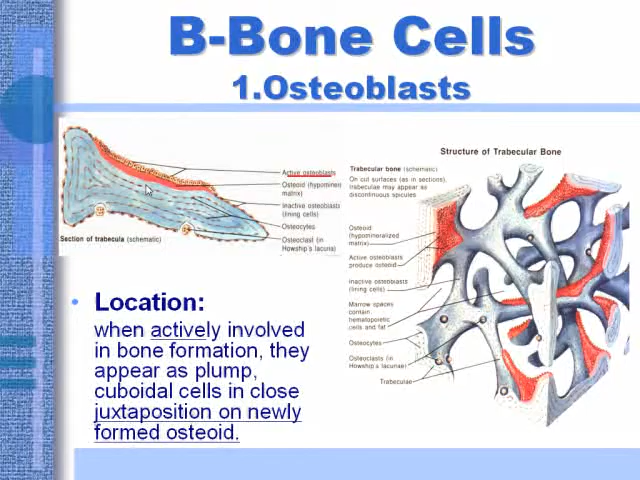 B-Bone Cells
1.Osteoblasts
Active osteoblasts
Osteoid (hypomineralized
matrix)
Inactive osteoblasts
(lining cells)
Osteocytes
Osteoclast (in
Howship's lacuna)
Section of trabecula (schematic)
Structure of Trabecular Bone
Trabecular bone (schematic)
On cut surfaces (as in sections),
trabeculae may appear as
discontinuous spicules
Osteoid
(hypomineralized
matrix)
Active osteoblasts
produce osteoid
Inactive osteoblasts
(lining cells)
Marrow spaces
contain
hematopoietic
cells and fat
Osteocytes
Osteoclasts (in
Howship's lacunae)
Trabeculae
• Location:
when actively involved
in bone formation, they
appear as plump,
cuboidal cells in close
juxtaposition on newly
formed osteoid.